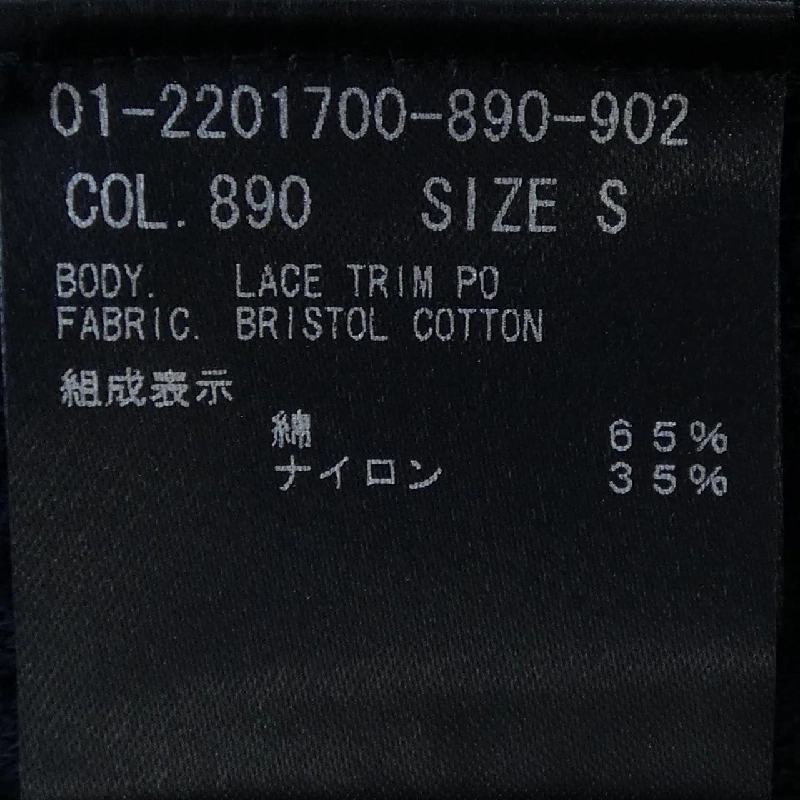 01-2201700-890-902
COL. 890 SIZE S
BODY. LACE TRIM PO
FABRIC. BRISTOL COTTON
組成表示
綿 65%
ナイロン 35%